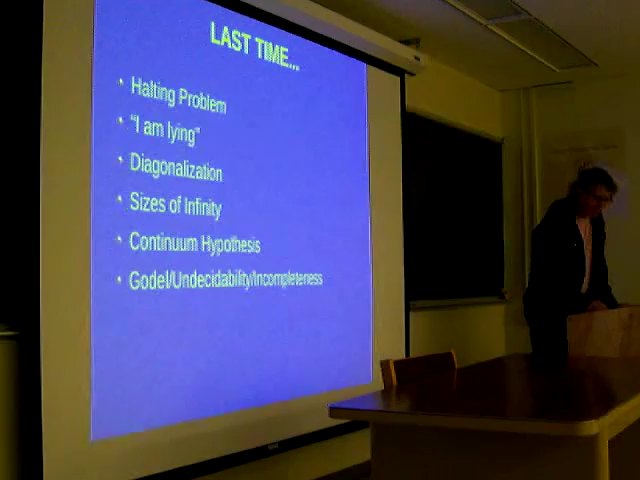 LAST TIME...
• Halting Problem
• "I am lying"
• Diagonalization
• Sizes of Infinity
• Continuum Hypothesis
• Godel/Undecidability/Incompleteness